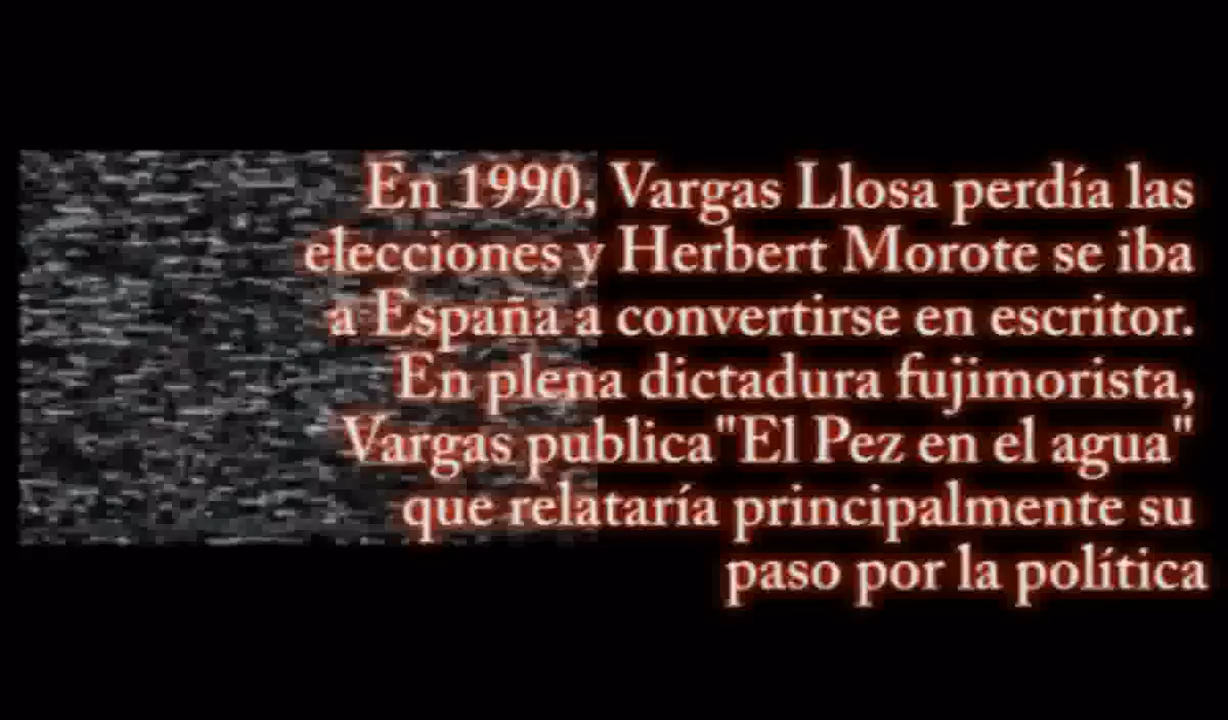 En 1990, Vargas Llosa perdía las
elecciones y Herbert Morote se iba
a España a convertirse en escritor.
En plena dictadura fujimorista,
Vargas publica"El Pez en el agua"
que relataría principalmente su
paso por la política